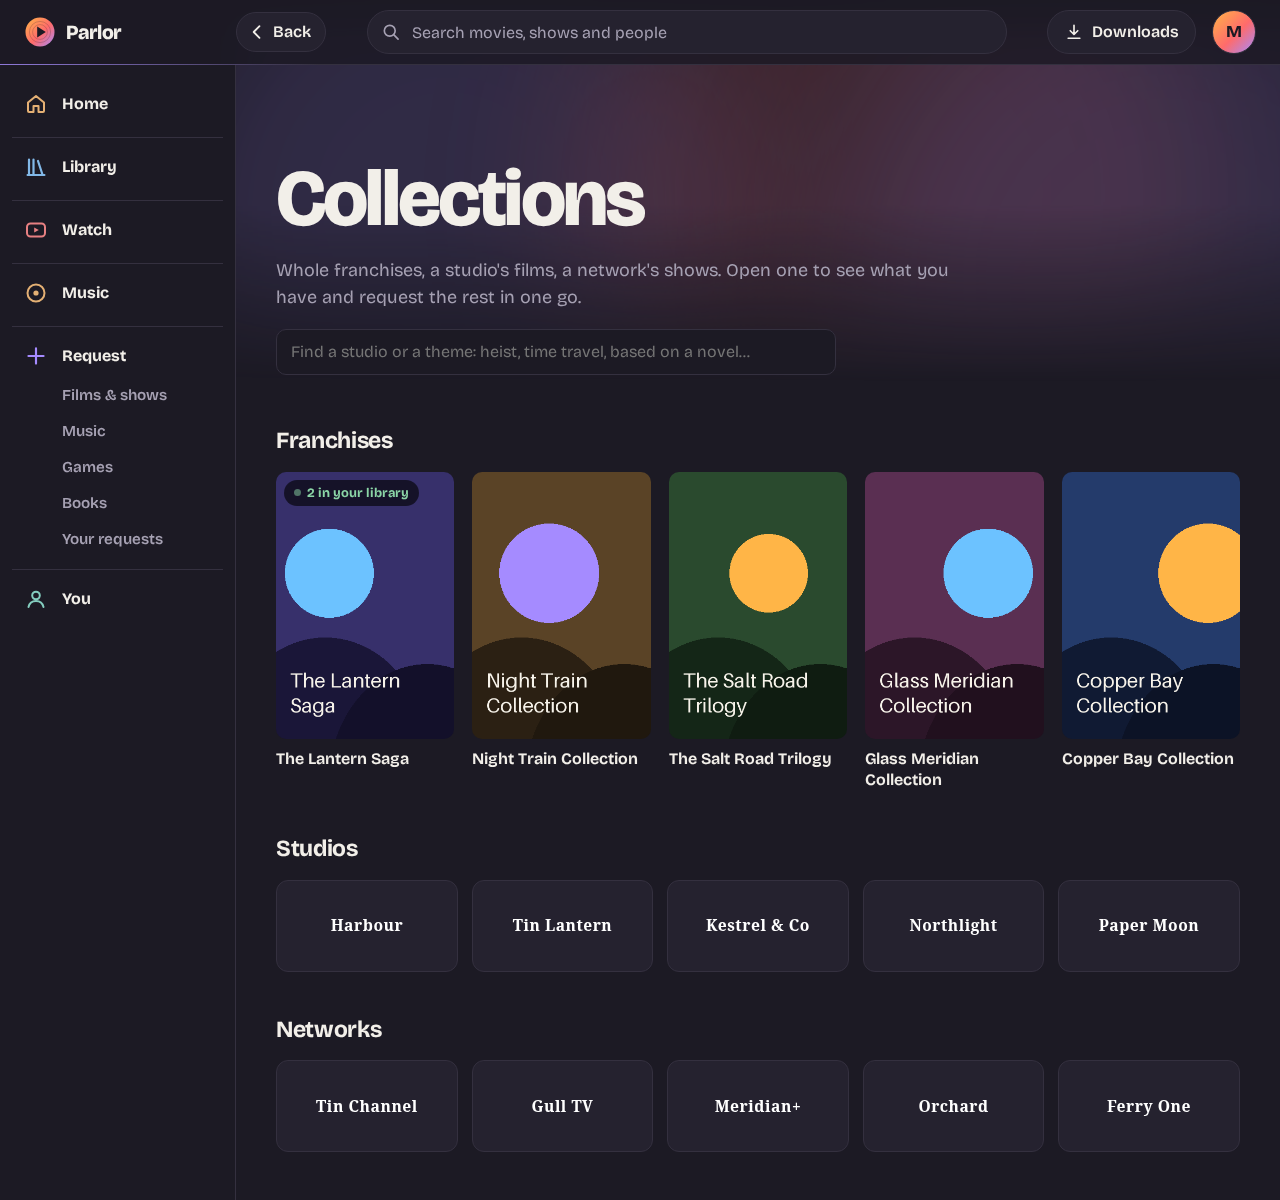 Parlor
Back
Search movies, shows and people
Downloads
M
Home
Library
Watch
Music
Request
Films & shows
Music
Games
Books
Your requests
You
Collections
Whole franchises, a studio's films, a network's shows. Open one to see what you
have and request the rest in one go.
Find a studio or a theme: heist, time travel, based on a novel...
Franchises
2 in your library
The Lantern
Saga
Night Train
Collection
The Salt Road
Trilogy
Glass Meridian
Collection
Copper Bay
Collection
The Lantern Saga
Night Train Collection
The Salt Road Trilogy
Glass Meridian
Collection
Copper Bay Collection
Studios
Harbour
Tin Lantern
Kestrel & Co
Northlight
Paper Moon
Networks
Tin Channel
Gull TV
Meridian+
Orchard
Ferry One